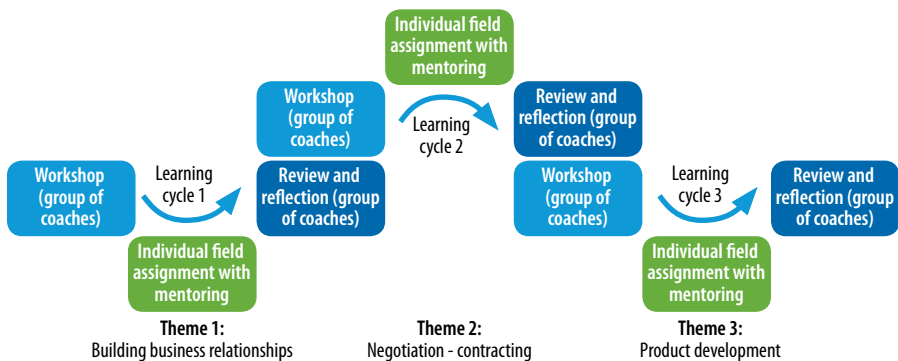 Individual field
assignment with
mentoring
Workshop
(group of
coaches)
Learning
cycle 2
Review and
reflection (group
of coaches)
Workshop
(group of
coaches)
Learning
cycle 1
Review and
reflection (group
of coaches)
Workshop
(group of
coaches)
Learning
cycle 3
Review and
reflection (group
of coaches)
Individual field
assignment with
mentoring
Individual field
assignment with
mentoring
Theme 1:
Building business relationships
Theme 2:
Negotiation - contracting
Theme 3:
Product development